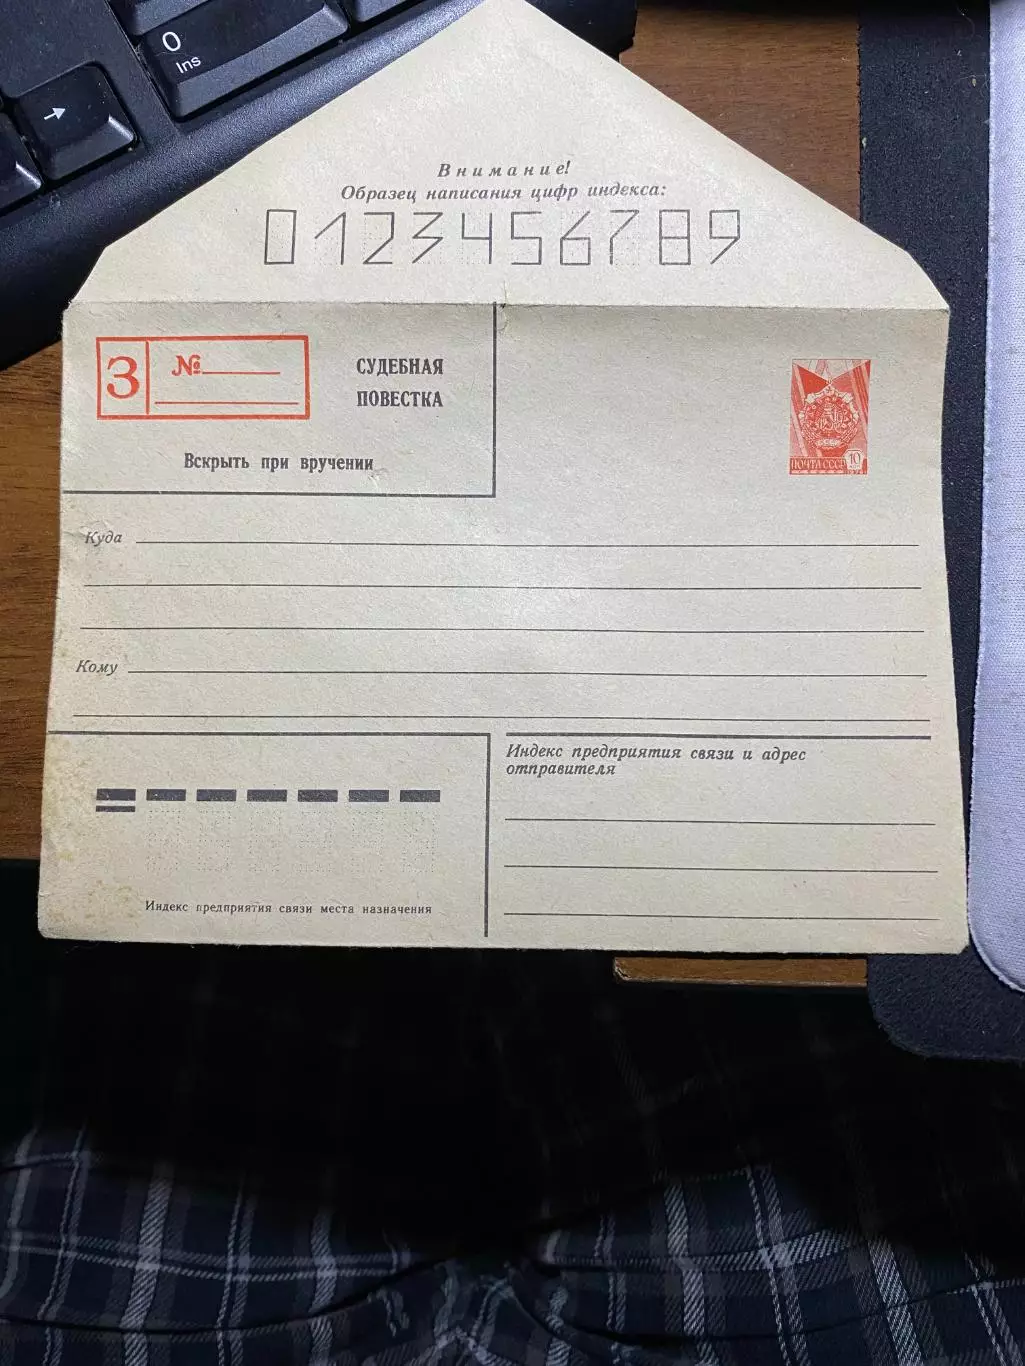 0
Ins
Внимание!
Образец написания цифр индекса:
0123456789
З
№
СУДЕБНАЯ
ПОВЕСТКА
Вскрыть при вручении
ПОЧТА СССР 10
Куда
Кому
Индекс предприятия связи и адрес
отправителя
Индекс предприятия связи места назначения